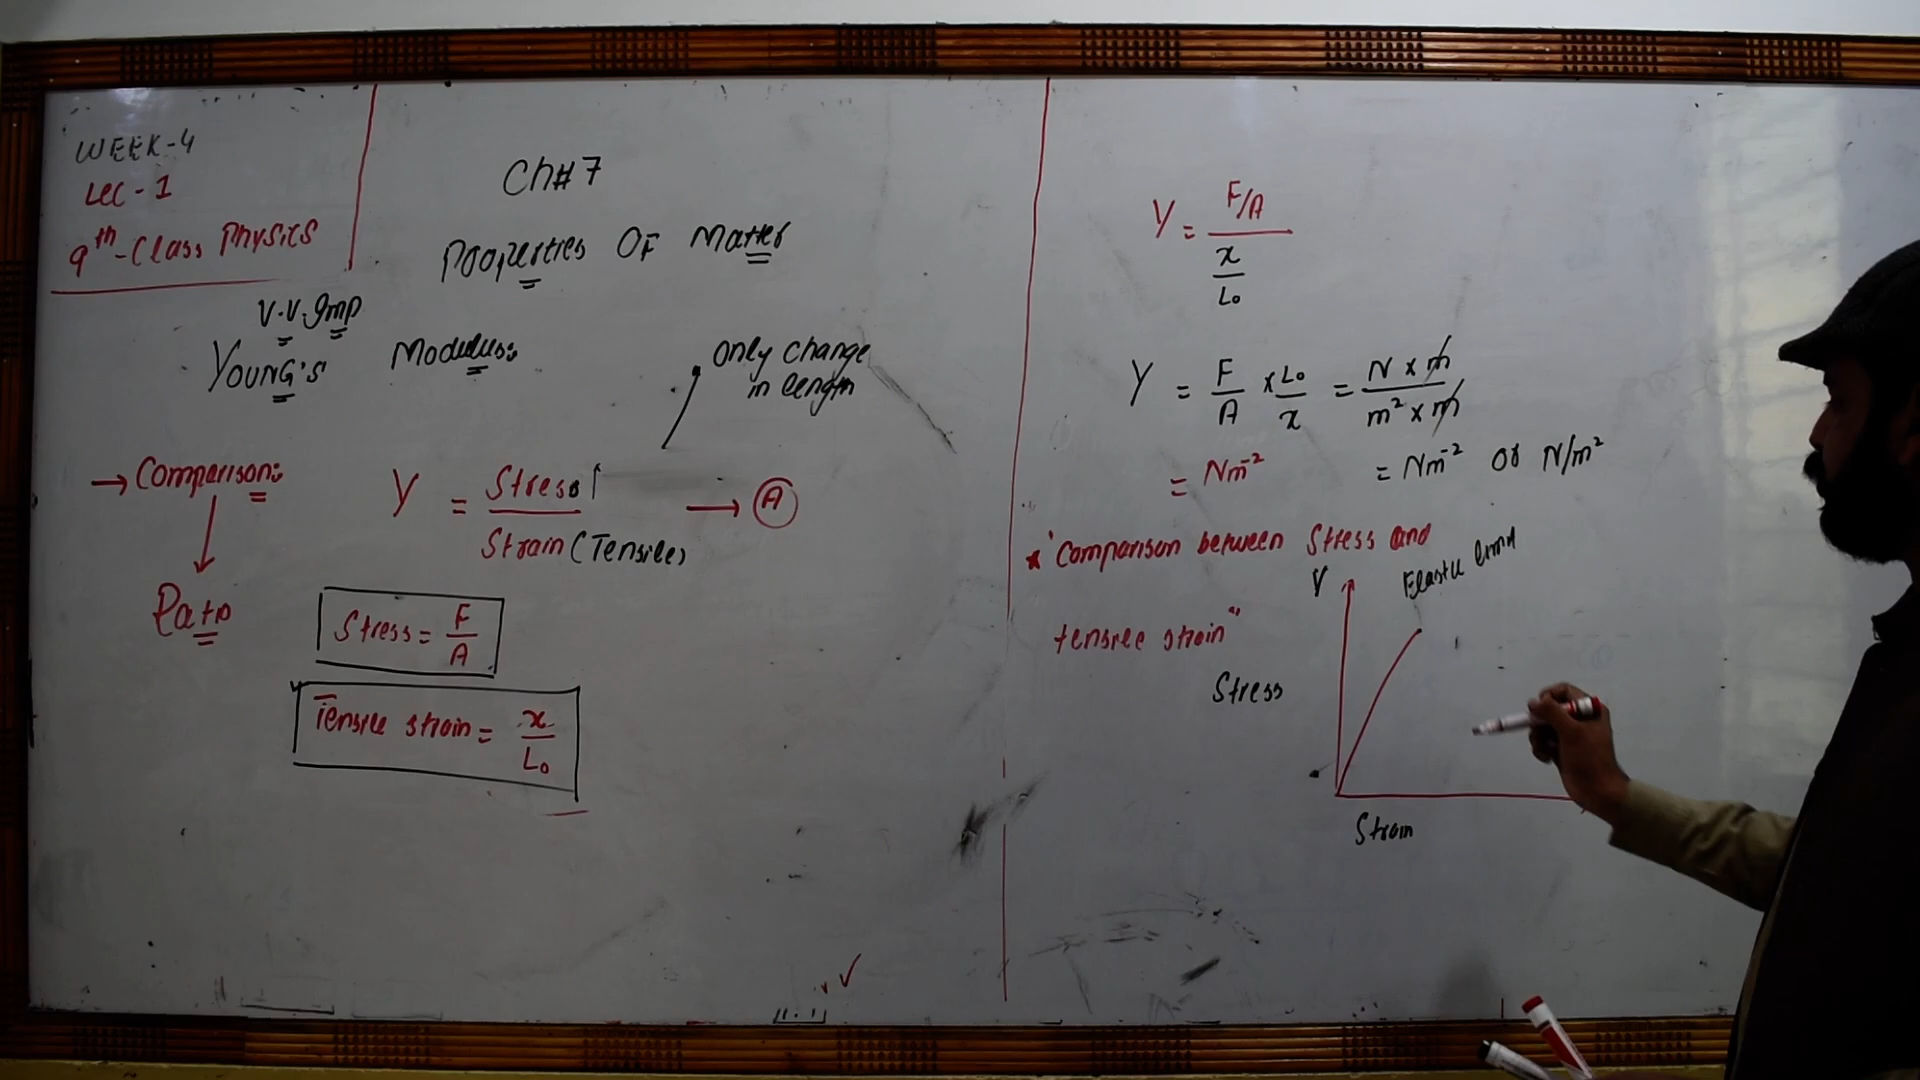 WEEK-4
Lec-1
9th-Class Physics
Ch#7
Properties OF Matter
V.V.Imp
YOUNG'S Modulus:
Only change
in length
→ Comparison:
Ratio
Y = Stress / Strain (Tensile) → A
Stress = F/A
Tensile strain = x/L₀
Y = F/A / x/L₀
Y = F/A × L₀/x = N × m / m² × m
= Nm⁻² = Nm⁻² or N/m²
* "Comparison between Stress and
tensile strain"
Y
Elastic limit
Stress
Strain